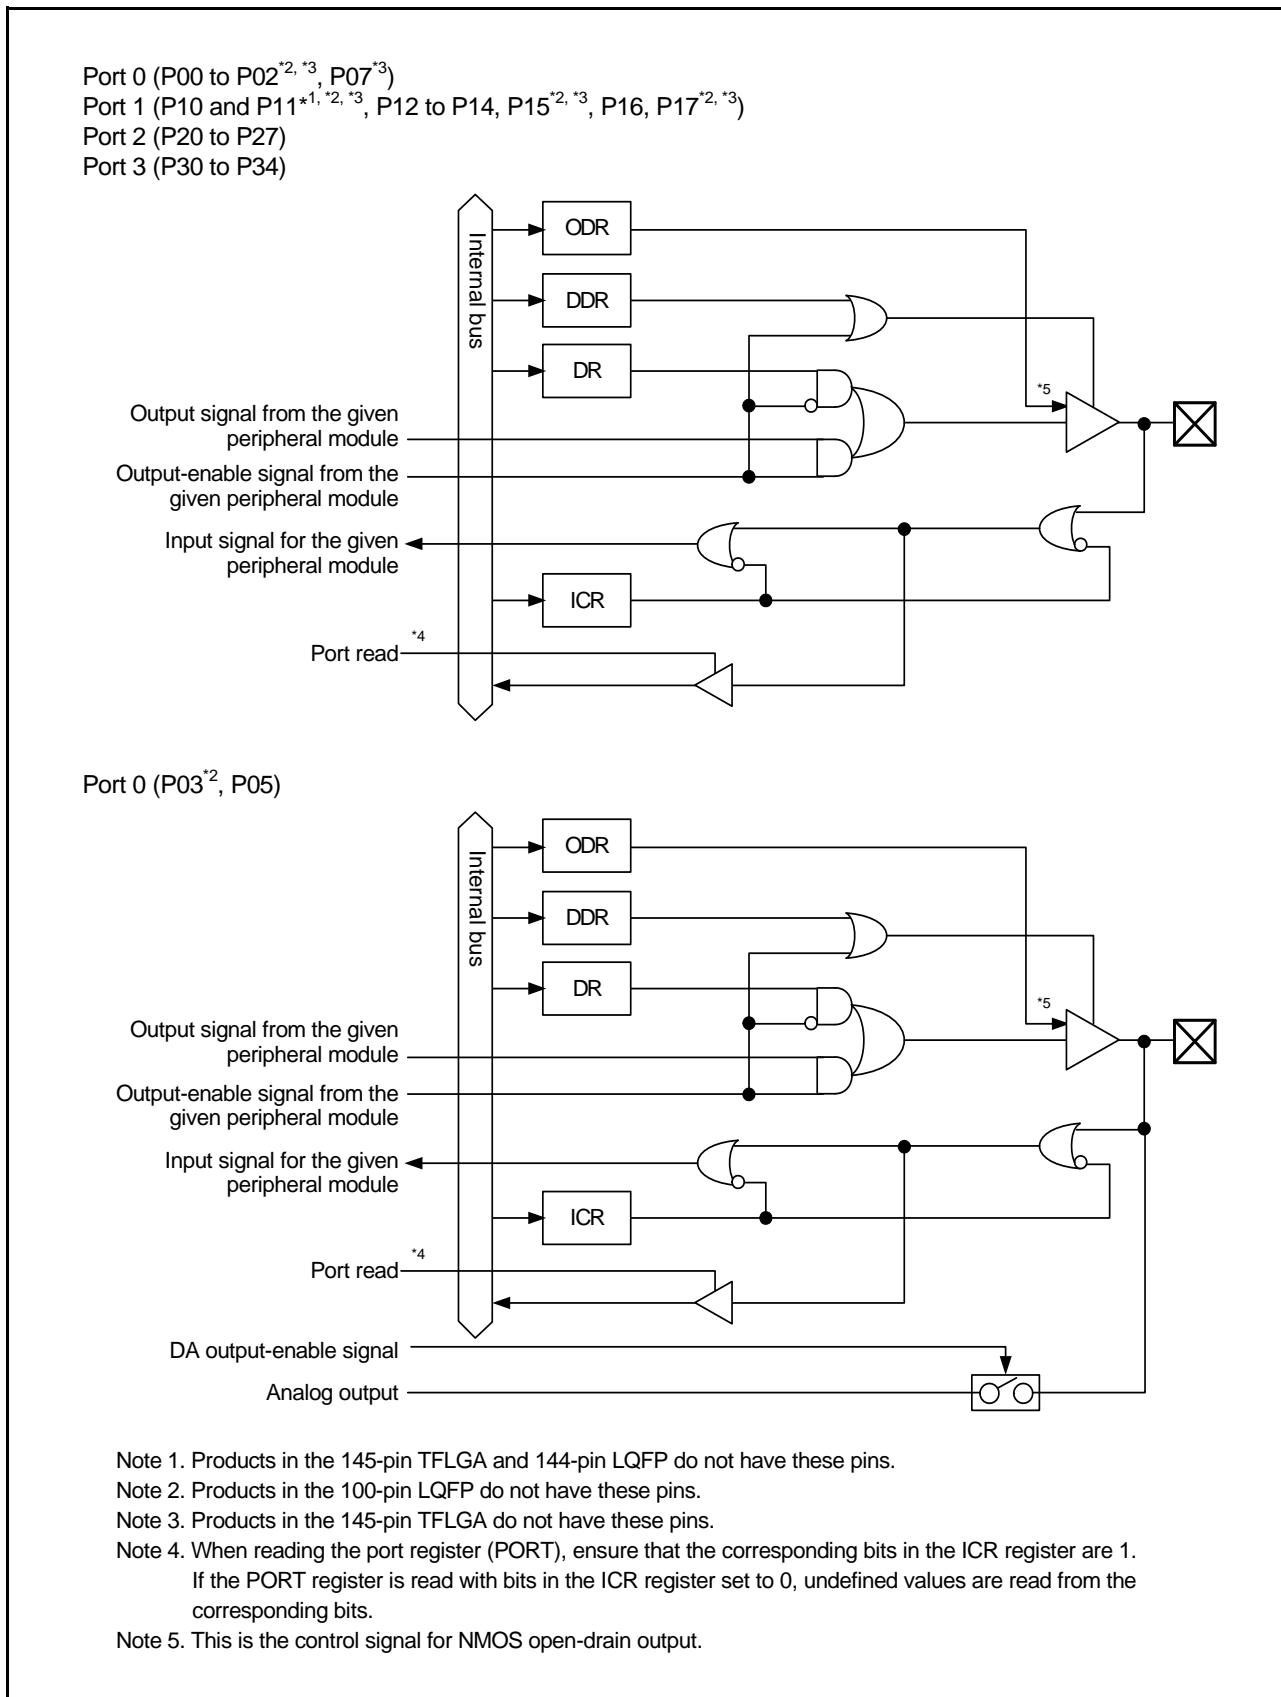 Port 0 (P00 to P02*2, *3, P07*3)
Port 1 (P10 and P11*1, *2, *3, P12 to P14, P15*2, *3, P16, P17*2, *3)
Port 2 (P20 to P27)
Port 3 (P30 to P34)
Internal bus
ODR
DDR
DR
*5
Output signal from the given
peripheral module
Output-enable signal from the
given peripheral module
Input signal for the given
peripheral module
ICR
*4
Port read
Port 0 (P03*2, P05)
Internal bus
ODR
DDR
DR
*5
Output signal from the given
peripheral module
Output-enable signal from the
given peripheral module
Input signal for the given
peripheral module
ICR
*4
Port read
DA output-enable signal
Analog output
Note 1. Products in the 145-pin TFLGA and 144-pin LQFP do not have these pins.
Note 2. Products in the 100-pin LQFP do not have these pins.
Note 3. Products in the 145-pin TFLGA do not have these pins.
Note 4. When reading the port register (PORT), ensure that the corresponding bits in the ICR register are 1.
If the PORT register is read with bits in the ICR register set to 0, undefined values are read from the
corresponding bits.
Note 5. This is the control signal for NMOS open-drain output.